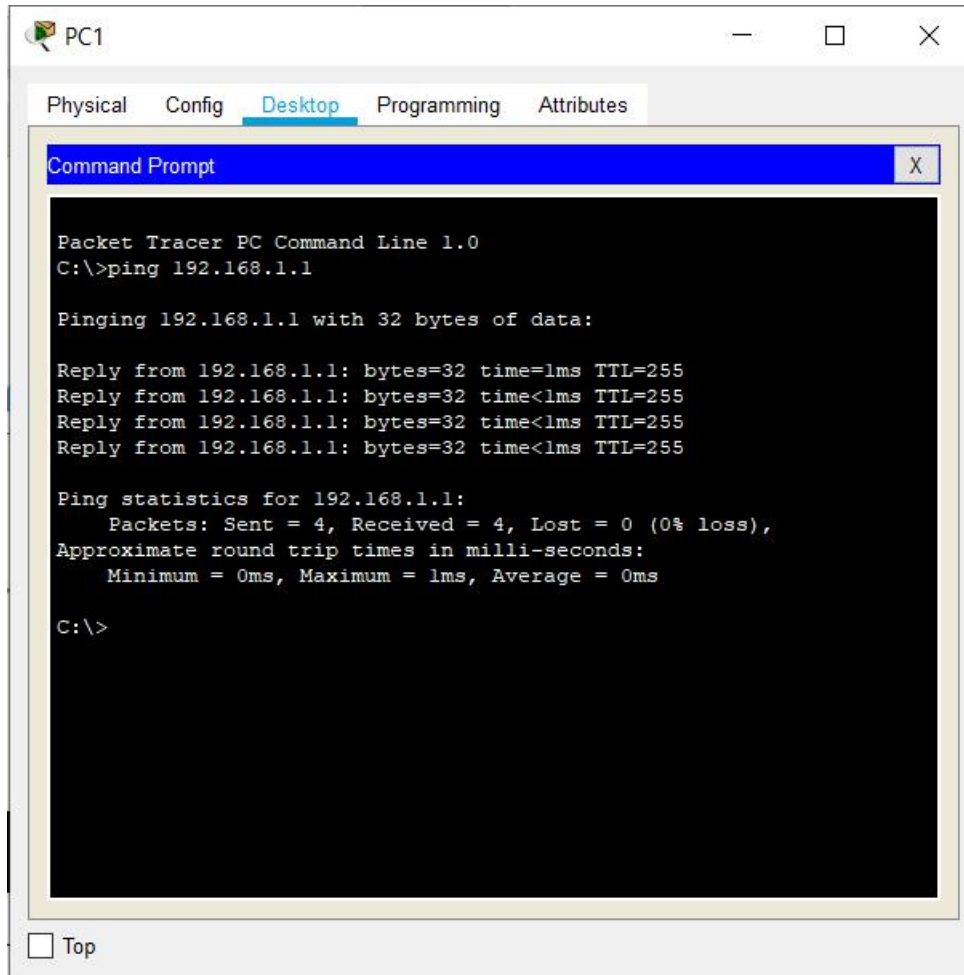 PC1
Physical Config Desktop Programming Attributes
Command Prompt X
Packet Tracer PC Command Line 1.0
C:\>ping 192.168.1.1
Pinging 192.168.1.1 with 32 bytes of data:
Reply from 192.168.1.1: bytes=32 time=1ms TTL=255
Reply from 192.168.1.1: bytes=32 time<1ms TTL=255
Reply from 192.168.1.1: bytes=32 time<1ms TTL=255
Reply from 192.168.1.1: bytes=32 time<1ms TTL=255
Ping statistics for 192.168.1.1:
Packets: Sent = 4, Received = 4, Lost = 0 (0% loss),
Approximate round trip times in milli-seconds:
Minimum = 0ms, Maximum = 1ms, Average = 0ms
C:\>
Top